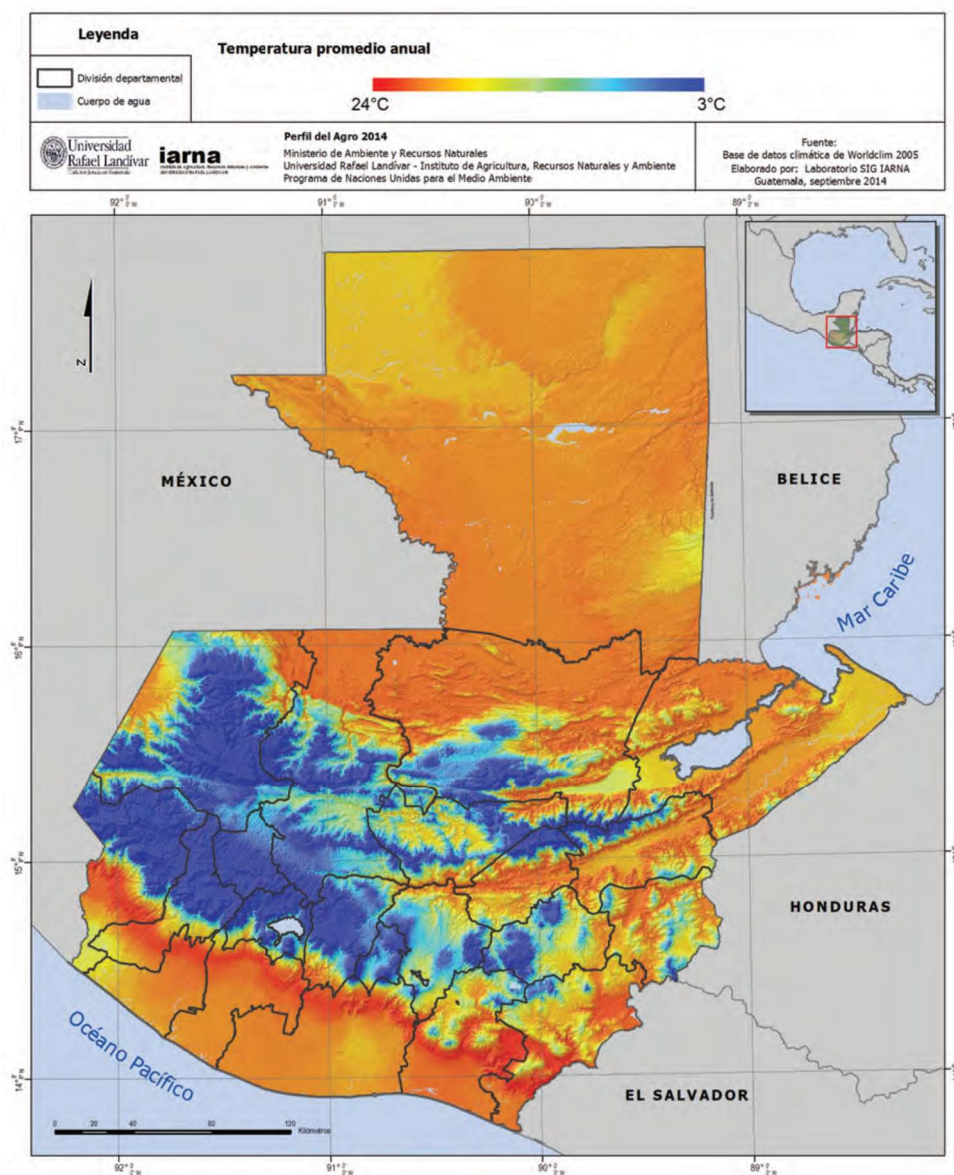 Leyenda
División departamental
Cuerpo de agua
Temperatura promedio anual
24°C
3°C
Universidad
Rafael Landívar
iarna
Perfil del Agro 2014
Ministerio de Ambiente y Recursos Naturales
Universidad Rafael Landívar - Instituto de Agricultura, Recursos Naturales y Ambiente
Programa de Naciones Unidas para el Medio Ambiente
Fuente:
Base de datos climática de Worldclim 2005
Elaborado por: Laboratorio SIG IARNA
Guatemala, septiembre 2014
N
MÉXICO
BELICE
Mar Caribe
HONDURAS
Océano Pacífico
EL SALVADOR
0 20 40 80 120
Kilómetros